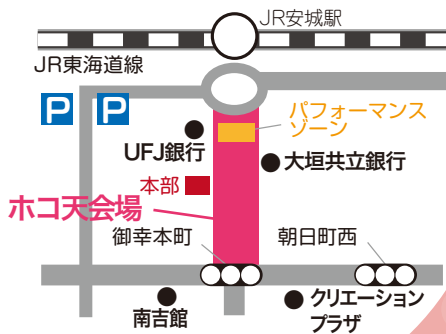 JR安城駅
JR東海道線
P P
パフォーマンス
ゾーン
UFJ銀行
大垣共立銀行
本部
ホコ天会場
御幸本町
朝日町西
南吉館
クリエーション
プラザ